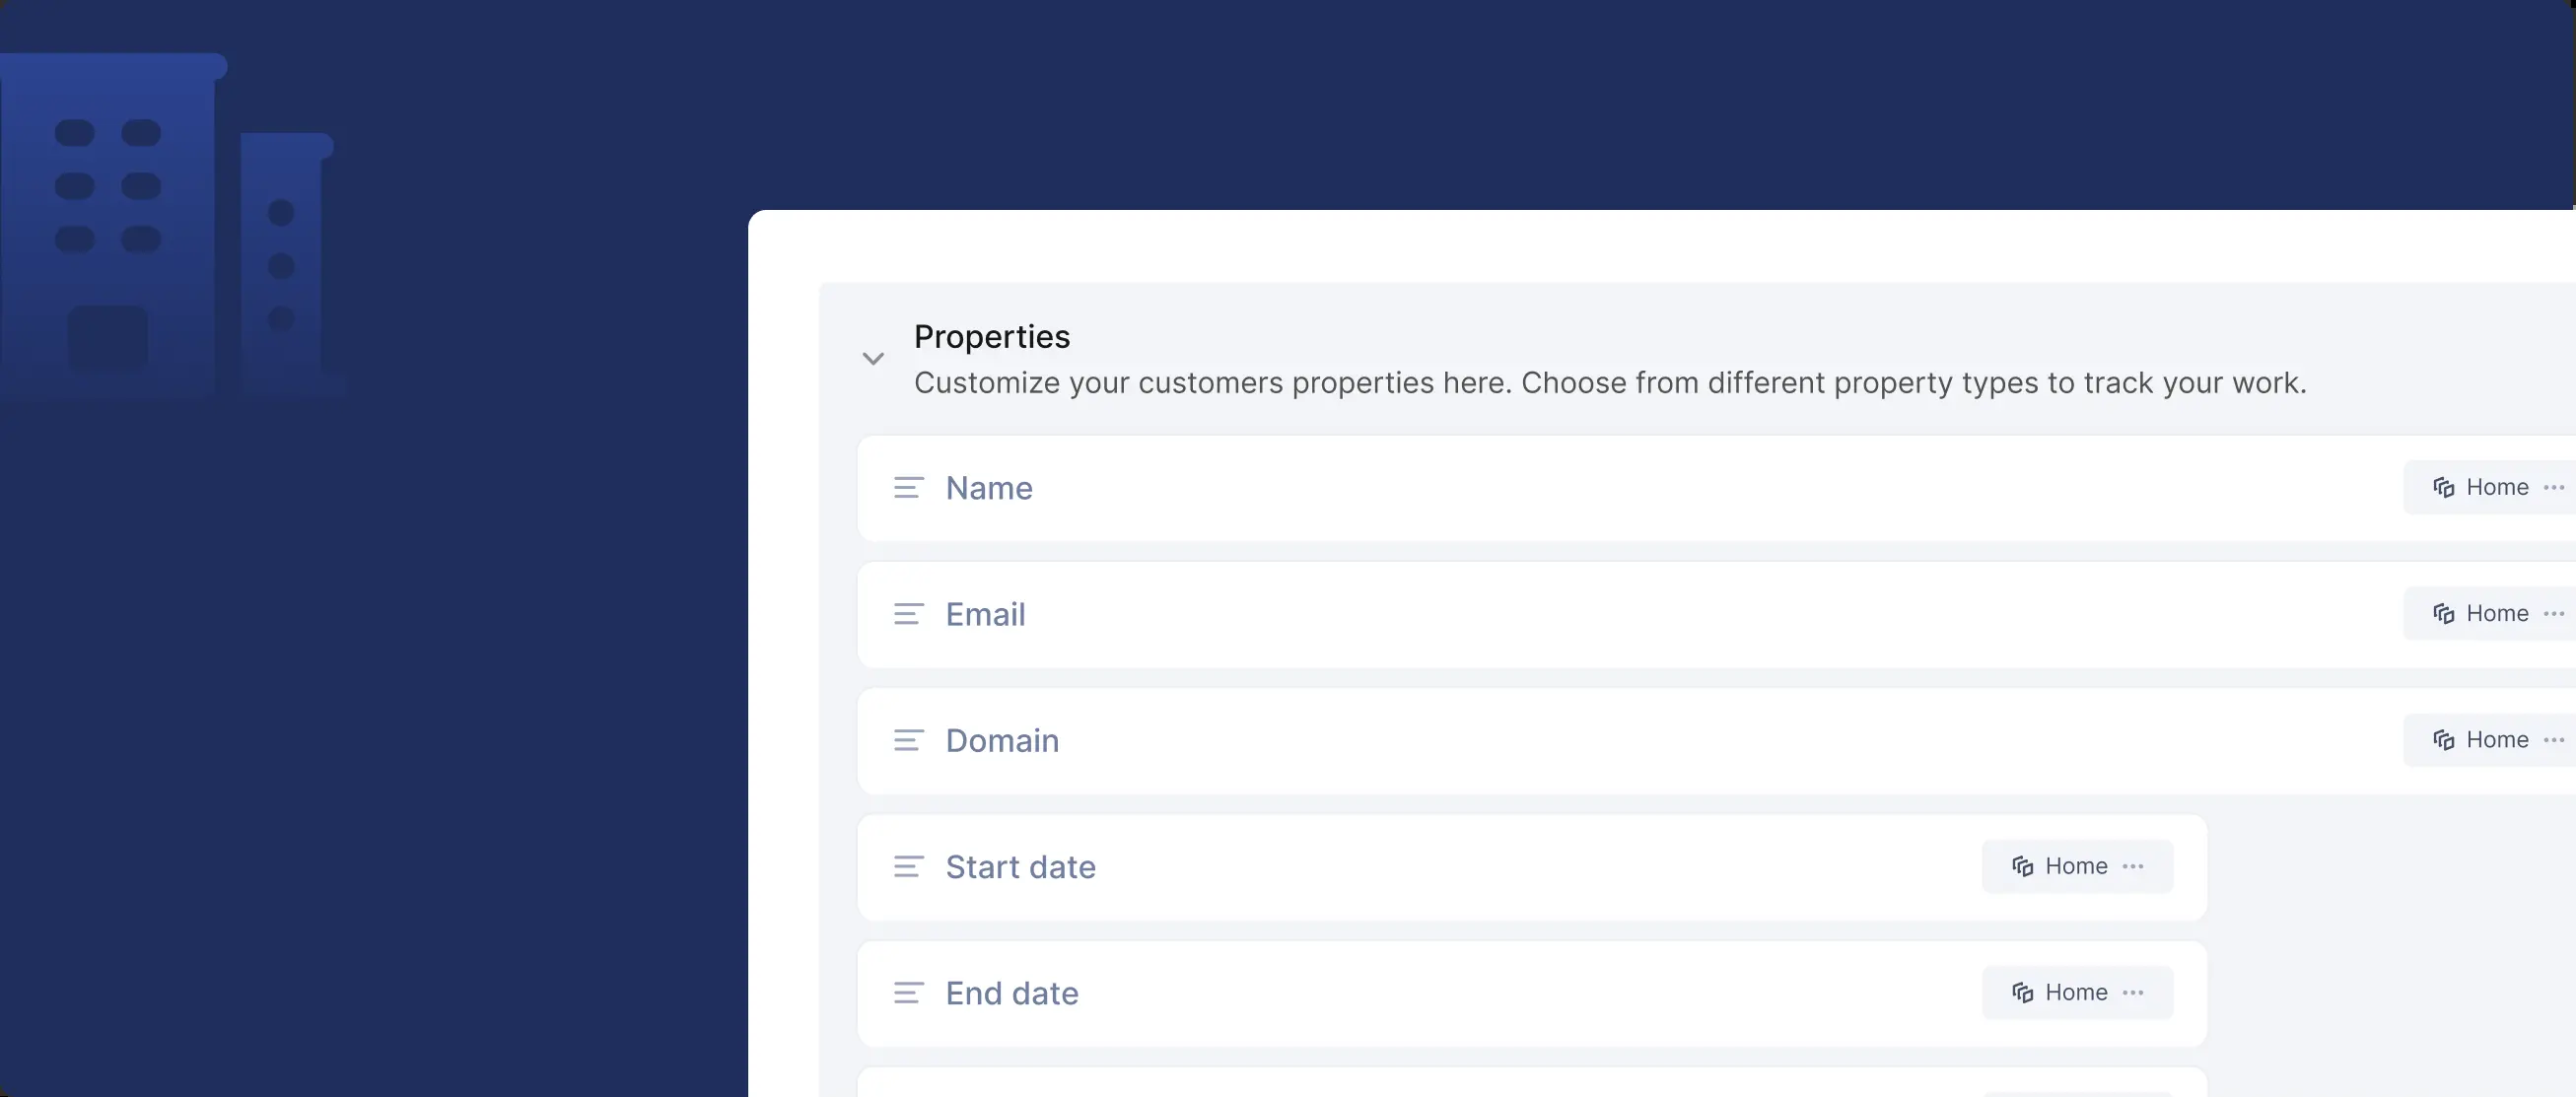 Properties
Customize your customers properties here. Choose from different property types to track your work.
Name
Home
Email
Home
Domain
Home
Start date
Home
End date
Home